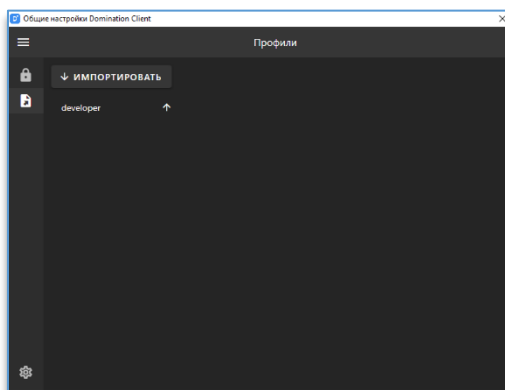 Общие настройки Domination Client
Профили
ИМПОРТИРОВАТЬ
developer